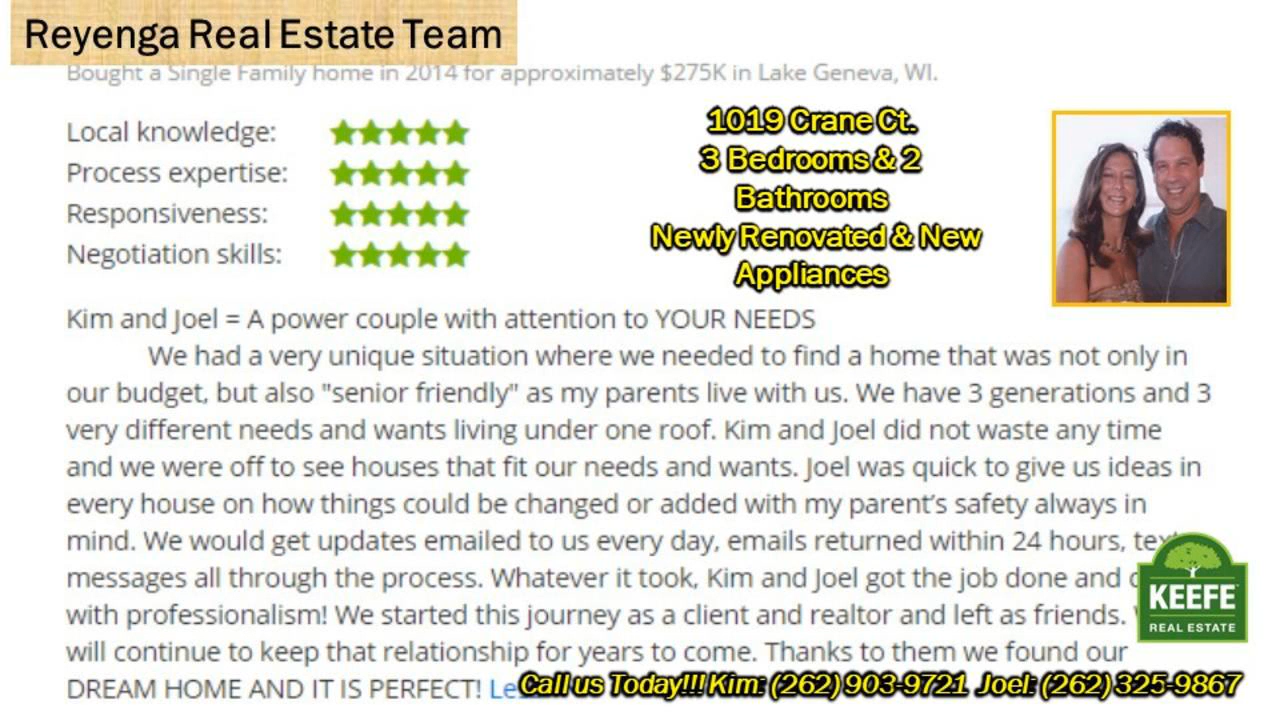 Reyenga Real Estate Team
Bought a Single Family home in 2014 for approximately $275K in Lake Geneva, WI.
Local knowledge:
Process expertise:
Responsiveness:
Negotiation skills:
1019 Crane Ct.
3 Bedrooms & 2
Bathrooms
Newly Renovated & New
Appliances
Kim and Joel = A power couple with attention to YOUR NEEDS
We had a very unique situation where we needed to find a home that was not only in
our budget, but also "senior friendly" as my parents live with us. We have 3 generations and 3
very different needs and wants living under one roof. Kim and Joel did not waste any time
and we were off to see houses that fit our needs and wants. Joel was quick to give us ideas in
every house on how things could be changed or added with my parent’s safety always in
mind. We would get updates emailed to us every day, emails returned within 24 hours,
messages all through the process. Whatever it took, Kim and Joel got the job done and
with professionalism! We started this journey as a client and realtor and left as friends.
will continue to keep that relationship for years to come. Thanks to them we found our
DREAM HOME AND IT IS PERFECT!
KEEFE
REAL ESTATE
Call us Today!!! Kim: (262) 903-9721 Joel: (262) 325-9867